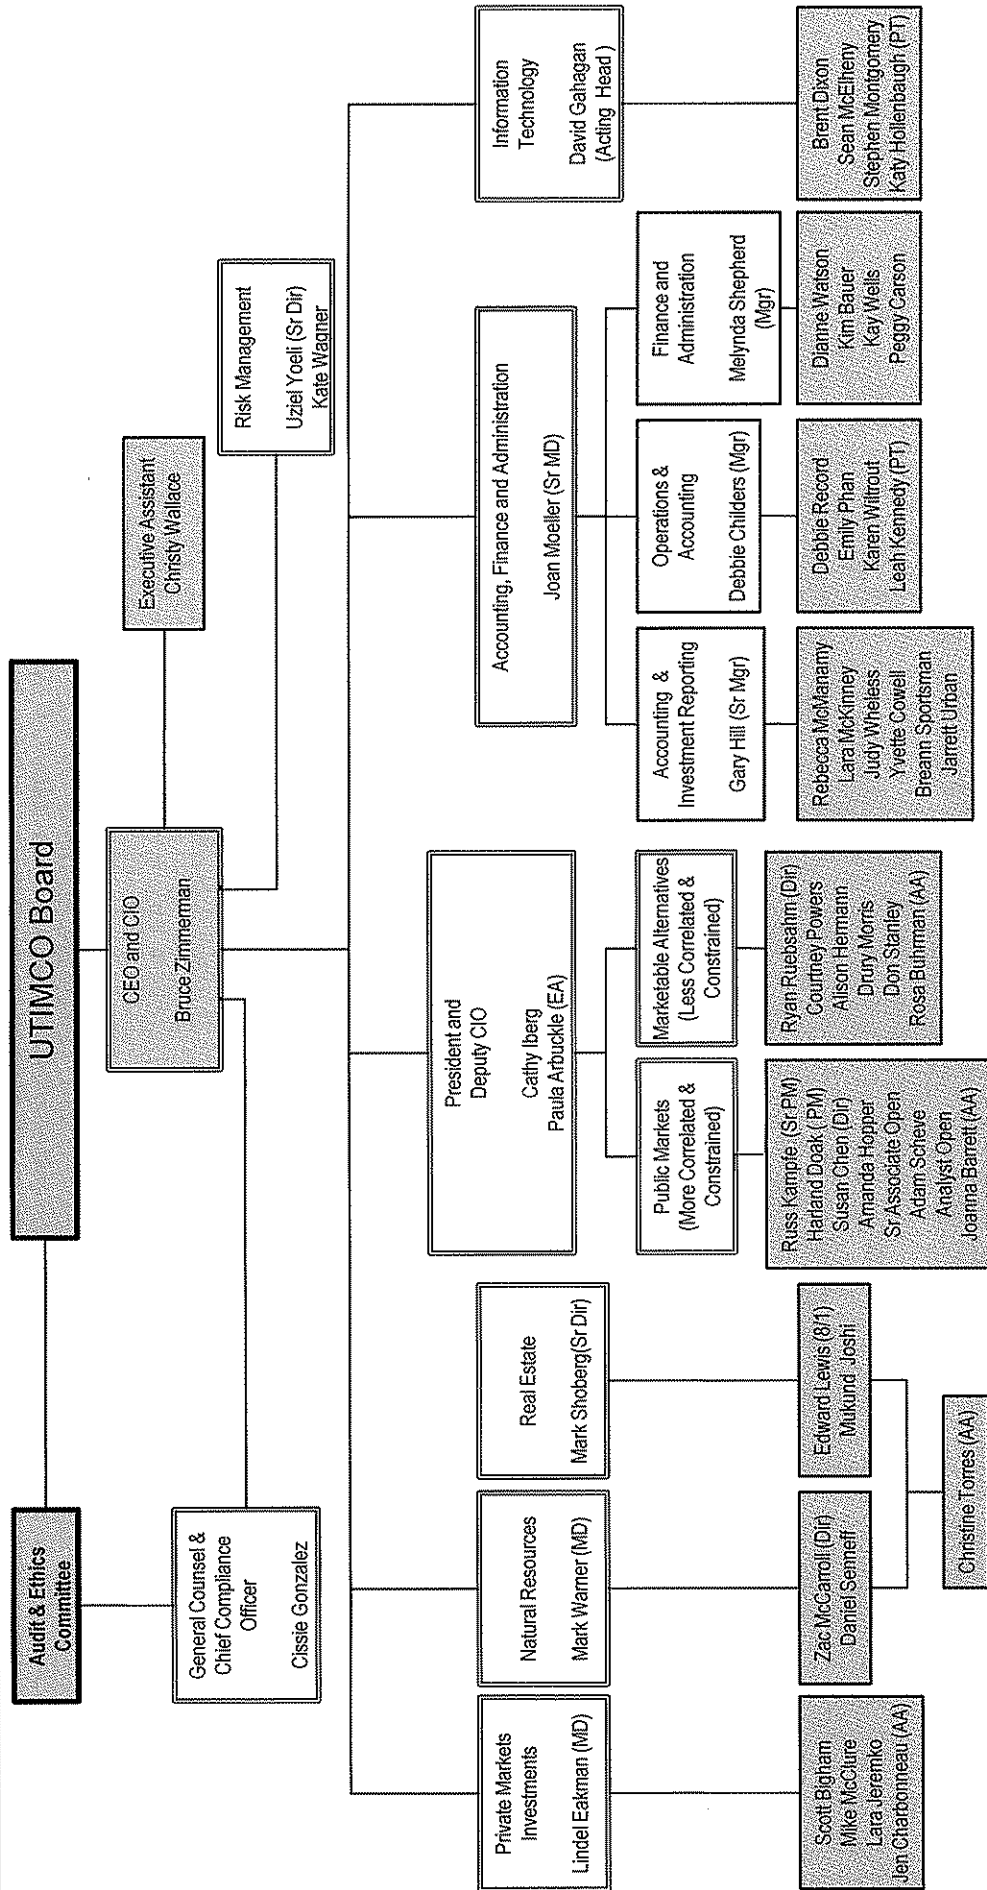 UTIMCO Board
Audit & Ethics
Committee
CEO and CIO
Bruce Zimmerman
Executive Assistant
Christy Wallace
General Counsel &
Chief Compliance
Officer
Cissie Gonzalez
Risk Management
Uziel Yoeli (Sr Dir)
Kate Wagner
Private Markets
Investments
Lindel Eakman (MD)
Scott Bigham
Mike McClure
Lara Jeremko
Jen Charbonneau (AA)
Natural Resources
Mark Warner (MD)
Zac McCarroll (Dir)
Daniel Senneff
Real Estate
Mark Shoberg(Sr Dir)
Edward Lewis (8/1)
Mukund Joshi
Christine Torres (AA)
President and
Deputy CIO
Cathy Iberg
Paula Arbuckle (EA)
Public Markets
(More Correlated &
Constrained)
Russ Kampfe (Sr PM)
Harland Doak (PM)
Susan Chen (Dir)
Amanda Hopper
Sr Associate Open
Adam Scheve
Analyst Open
Joanna Barrett (AA)
Marketable Alternatives
(Less Correlated &
Constrained)
Ryan Ruebsahm (Dir)
Courtney Powers
Alison Hermann
Drury Morris
Don Stanley
Rosa Buhrman (AA)
Accounting, Finance and Administration
Joan Moeller (Sr MD)
Accounting &
Investment Reporting
Gary Hill (Sr Mgr)
Rebecca McManamy
Lara McKinney
Judy Wheless
Yvette Cowell
Breann Sportsman
Jarrett Urban
Operations &
Accounting
Debbie Childers (Mgr)
Debbie Record
Emily Phan
Karen Wiltrout
Leah Kennedy (PT)
Finance and
Administration
Melynda Shepherd
(Mgr)
Dianne Watson
Kim Bauer
Kay Wells
Peggy Carson
Information
Technology
David Gahagan
(Acting Head )
Brent Dixon
Sean McElheny
Stephen Montgomery
Katy Hollenbaugh (PT)